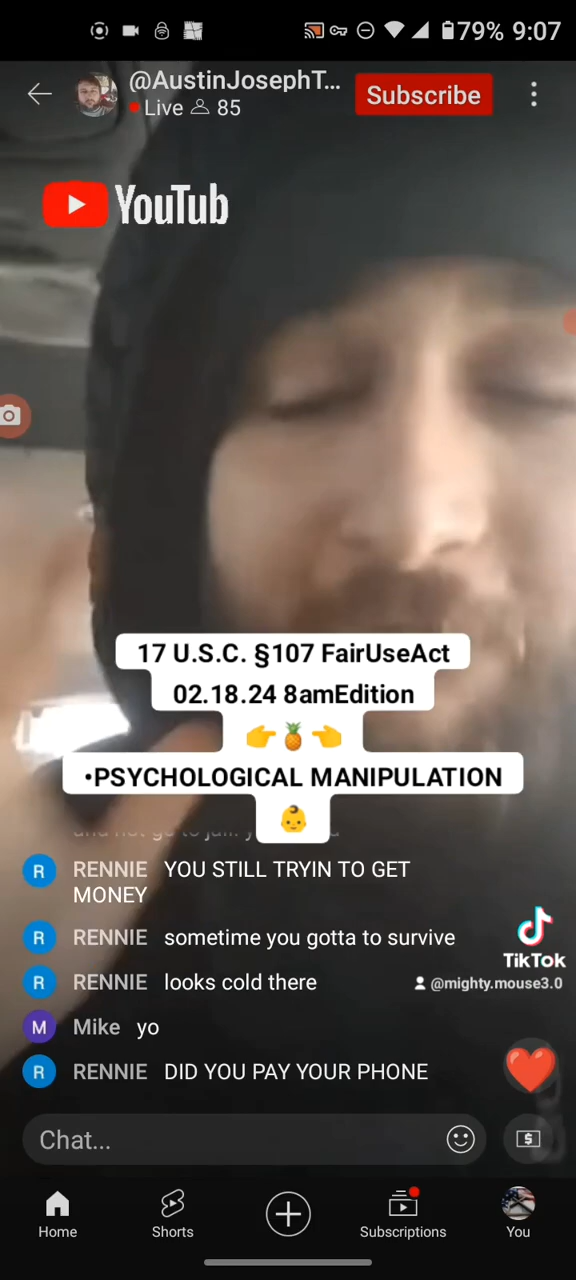 79% 9:07
@AustinJosephT...
Live 85
Subscribe
YouTub
17 U.S.C. §107 FairUseAct
02.18.24 8amEdition
👉🍍👈
•PSYCHOLOGICAL MANIPULATION
👶
R RENNIE YOU STILL TRYIN TO GET
MONEY
R RENNIE sometime you gotta to survive
TikTok
R RENNIE looks cold there
@mighty.mouse3.0
M Mike yo
R RENNIE DID YOU PAY YOUR PHONE
Chat...
Home Shorts Subscriptions You